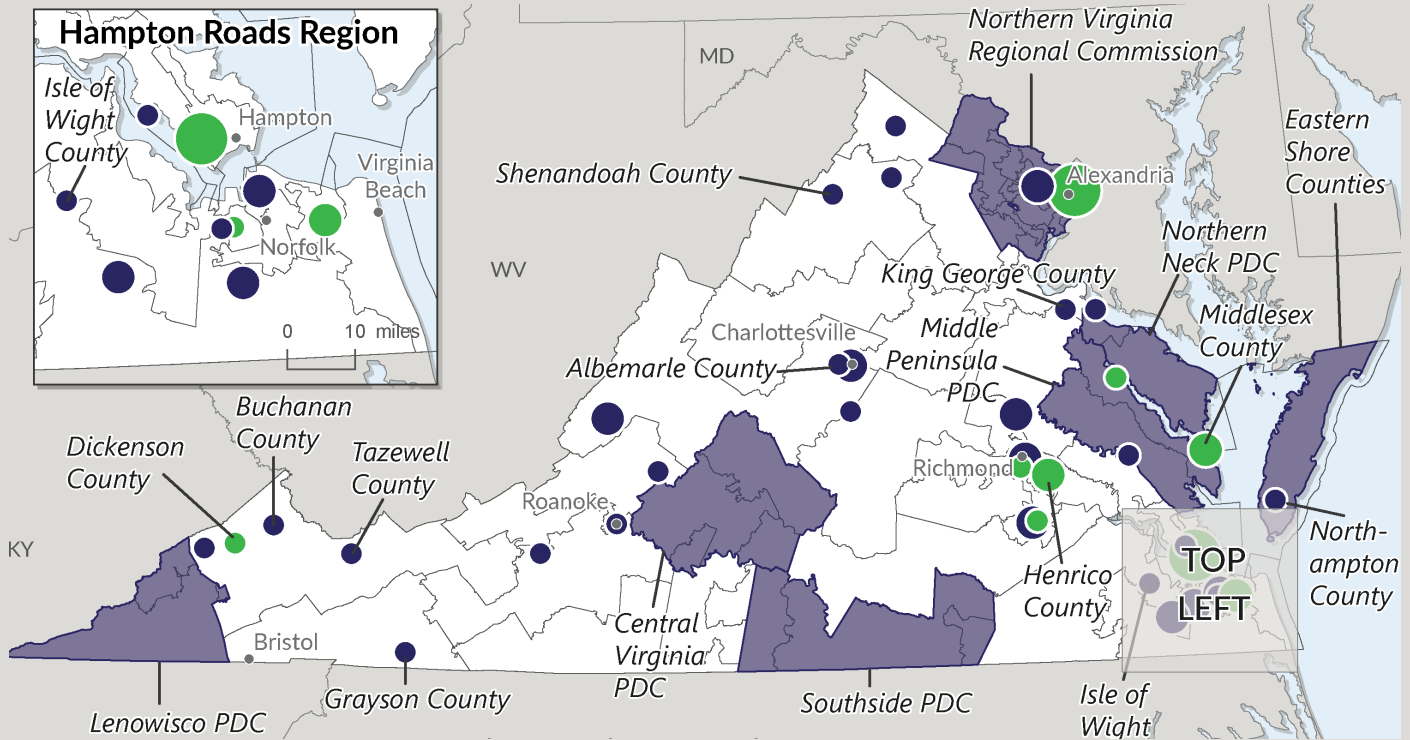 Hampton Roads Region
Isle of
Wight
County
Hampton
Virginia
Beach
Norfolk
0 10 miles
MD
WV
KY
Northern Virginia
Regional Commission
Eastern
Shore
Counties
Shenandoah County
Alexandria
Northern
Neck PDC
King George County
Middlesex
County
Charlottesville
Middle
Peninsula
PDC
Albemarle County
Buchanan
County
Dickenson
County
Tazewell
County
Richmond
Roanoke
North-
ampton
County
TOP
LEFT
Henrico
County
Central
Virginia
PDC
Bristol
Grayson County
Southside PDC
Isle of
Wight
Lenowisco PDC